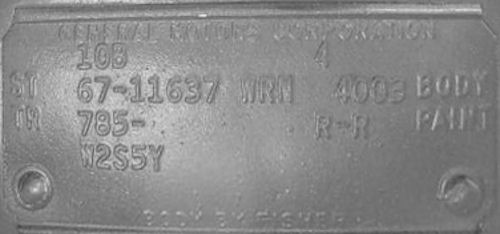 GENERAL MOTORS CORPORATION
10B 4
ST 67-11637 WRN 4003 BODY
TR 785- R-R PAINT
W2S5Y
BODY BY FISHER